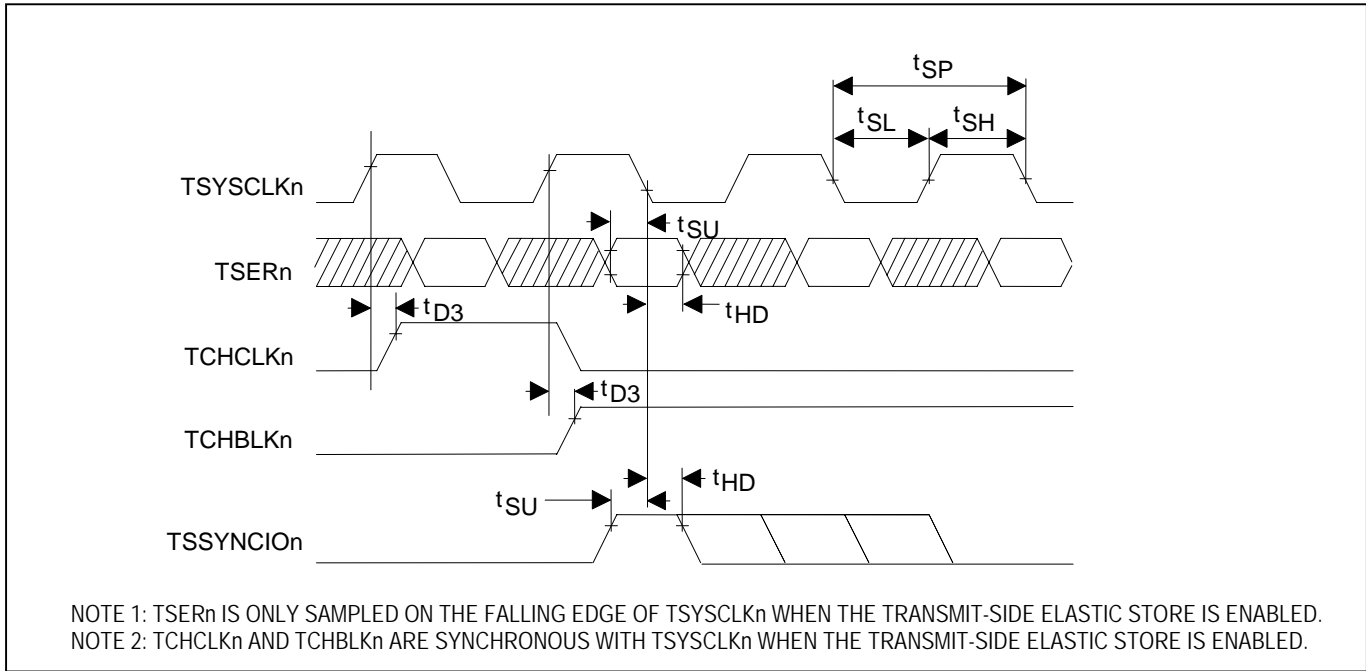 tSP
tSL
tSH
TSYSCLKn
tSU
TSERn
tD3
tHD
TCHCLKn
tD3
TCHBLKn
tHD
tSU
TSSYNCIOn
NOTE 1: TSERn IS ONLY SAMPLED ON THE FALLING EDGE OF TSYSCLKn WHEN THE TRANSMIT-SIDE ELASTIC STORE IS ENABLED.
NOTE 2: TCHCLKn AND TCHBLKn ARE SYNCHRONOUS WITH TSYSCLKn WHEN THE TRANSMIT-SIDE ELASTIC STORE IS ENABLED.